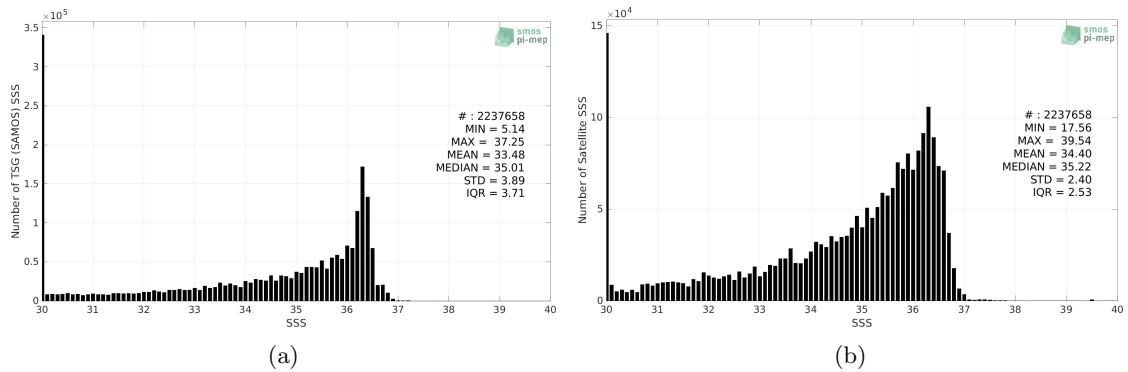 ×10⁵
3.5
3
2.5
2
1.5
1
0.5
0
Number of TSG (SAMOS) SSS
smos
pi-mep
# : 2237658
MIN = 5.14
MAX = 37.25
MEAN = 33.48
MEDIAN = 35.01
STD = 3.89
IQR = 3.71
30 31 32 33 34 35 36 37 38 39 40
SSS
(a)
×10⁴
15
10
5
0
Number of Satellite SSS
smos
pi-mep
# : 2237658
MIN = 17.56
MAX = 39.54
MEAN = 34.40
MEDIAN = 35.22
STD = 2.40
IQR = 2.53
30 31 32 33 34 35 36 37 38 39 40
SSS
(b)